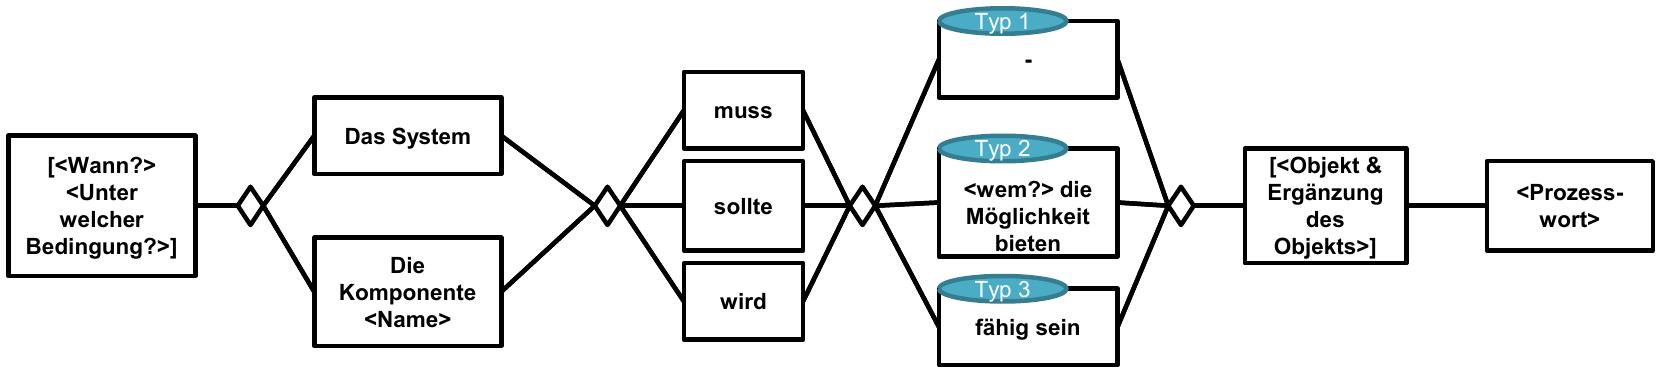 [<Wann?>
<Unter
welcher
Bedingung?>]
Das System
Die
Komponente
<Name>
muss
sollte
wird
Typ 1
-
Typ 2
<wem?> die
Möglichkeit
bieten
Typ 3
fähig sein
[<Objekt &
Ergänzung
des
Objekts>]
<Prozess-
wort>